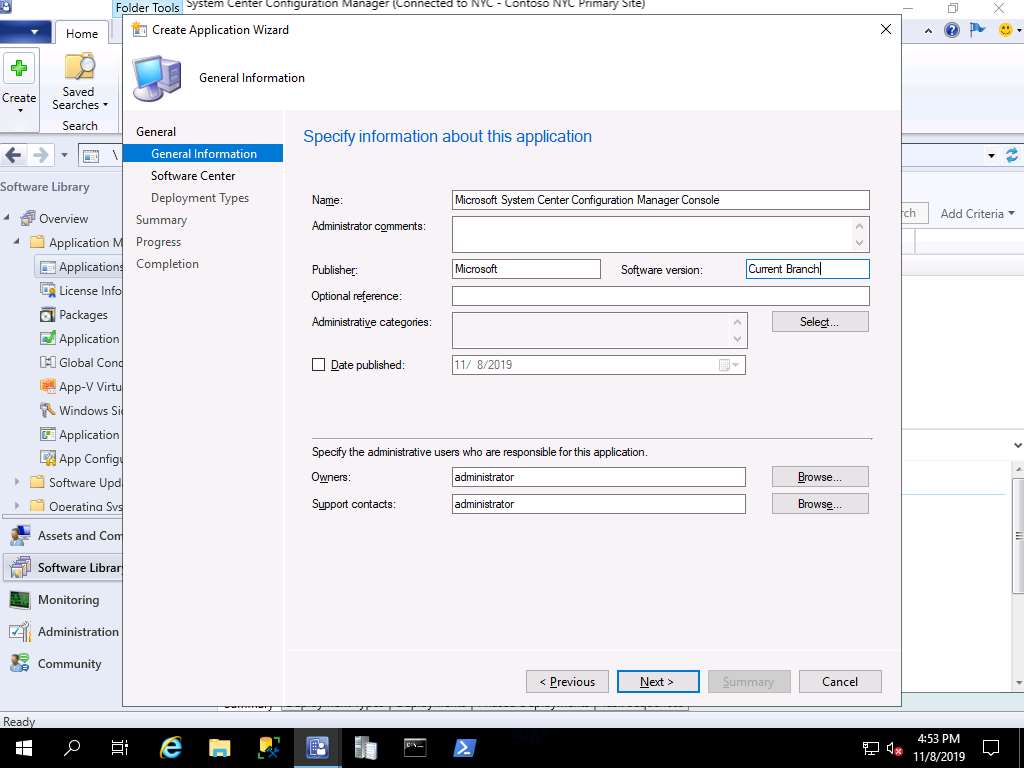 Folder Tools System Center Configuration Manager (Connected to NYC - Contoso NYC Primary Site)
Home
Create
Saved Searches
Search
\
Create Application Wizard
General Information
General
General Information
Software Center
Deployment Types
Summary
Progress
Completion
Specify information about this application
Name: Microsoft System Center Configuration Manager Console
Administrator comments:
Publisher: Microsoft Software version: Current Branch
Optional reference:
Administrative categories: Select...
Date published: 11/ 8/2019
Specify the administrative users who are responsible for this application.
Owners: administrator Browse...
Support contacts: administrator Browse...
< Previous Next > Summary Cancel
Software Library
Overview
Application M
Applications
License Info
Packages
Application
Global Cond
App-V Virtu
Windows Si
Application
App Configu
Software Upd
Operating Sys
Assets and Com
Software Library
Monitoring
Administration
Community
rch Add Criteria
Ready
4:53 PM
11/8/2019